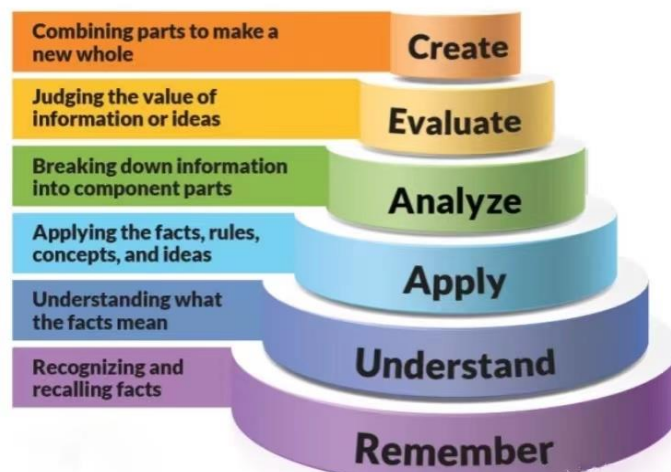 Combining parts to make a
new whole
Create
Judging the value of
information or ideas
Evaluate
Breaking down information
into component parts
Analyze
Applying the facts, rules,
concepts, and ideas
Apply
Understanding what
the facts mean
Understand
Recognizing and
recalling facts
Remember